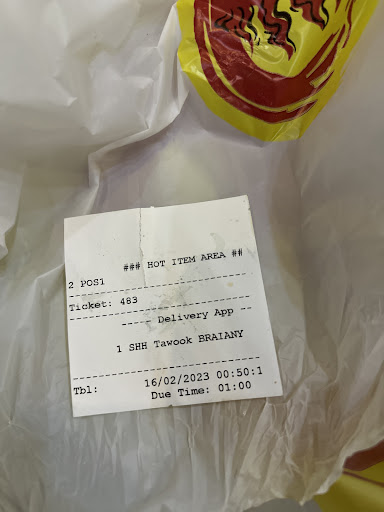 ### HOT ITEM AREA ##
2 POS1
Ticket: 483
----- Delivery App --
1 SHH Tawook BRAIANY
16/02/2023 00:50:1
Tbl: Due Time: 01:00